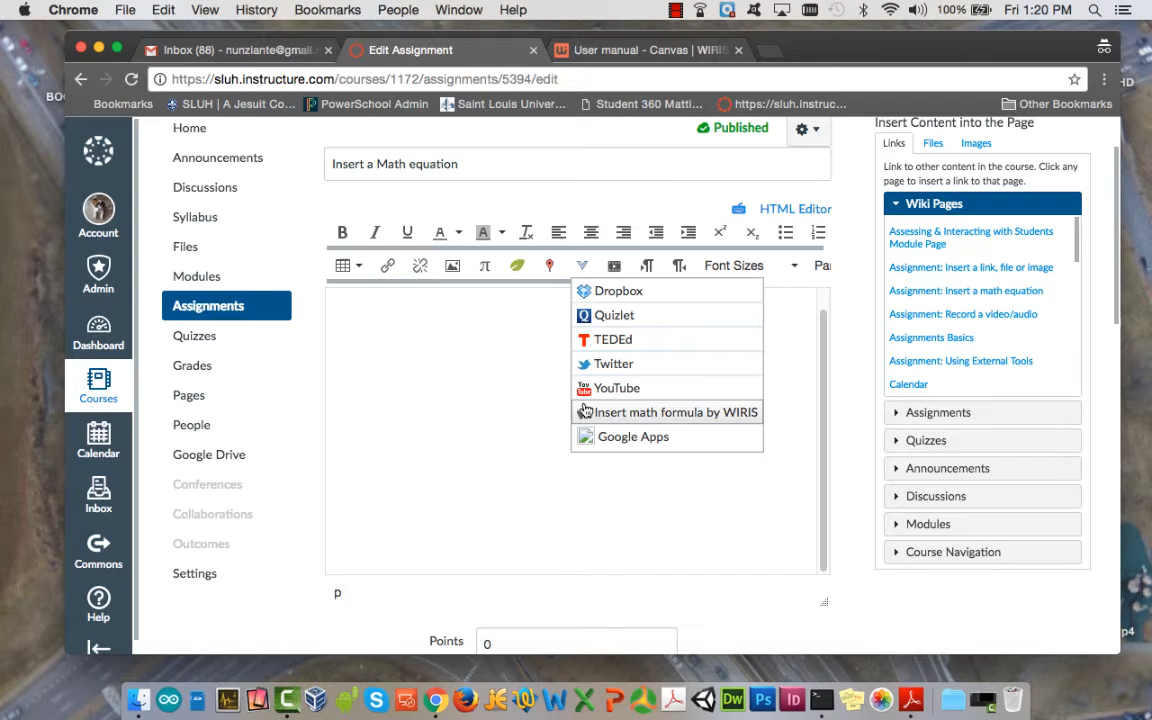 Chrome File Edit View History Bookmarks People Window Help 100% Fri 1:20 PM
Inbox (88) - nunzlante@gmail. Edit Assignment User manual - Canvas | WIRIS
https://sluh.instructure.com/courses/1172/assignments/5394/edit
Bookmarks SLUH | A Jesuit Co... PowerSchool Admin Saint Louis Univer... Student 360 Matti... https://sluh.instruc... Other Bookmarks
Home
Announcements
Discussions
Syllabus
Files
Modules
Assignments
Quizzes
Grades
Pages
People
Google Drive
Conferences
Collaborations
Outcomes
Settings
Account
Admin
Dashboard
Courses
Calendar
Inbox
Commons
Help
Published
Insert a Math equation
HTML Editor
B I U A A
π Font Sizes Par
Dropbox
Quizlet
TEDEd
Twitter
YouTube
Insert math formula by WIRIS
Google Apps
p
Points 0
Insert Content into the Page
Links Files Images
Link to other content in the course. Click any
page to insert a link to that page.
Wiki Pages
Assessing & Interacting with Students
Module Page
Assignment: Insert a link, file or image
Assignment: Insert a math equation
Assignment: Record a video/audio
Assignments Basics
Assignment: Using External Tools
Calendar
Assignments
Quizzes
Announcements
Discussions
Modules
Course Navigation
HD
p4